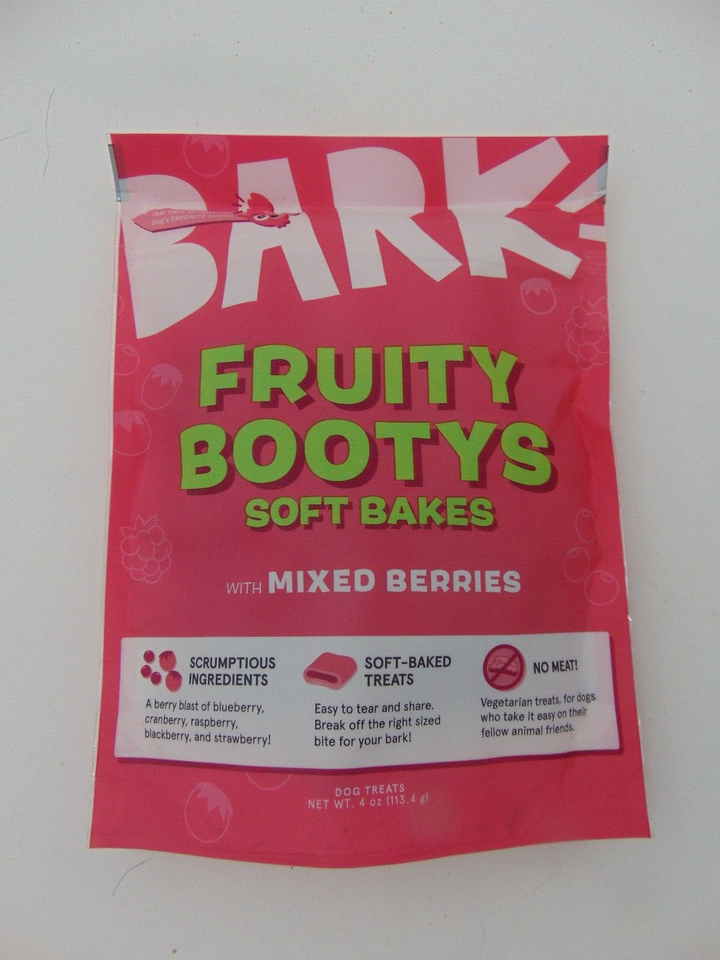 BARK
dog's FAVORITE
FRUITY
BOOTYS
SOFT BAKES
WITH MIXED BERRIES
SCRUMPTIOUS
INGREDIENTS
A berry blast of blueberry,
cranberry, raspberry,
blackberry, and strawberry!
SOFT-BAKED
TREATS
Easy to tear and share.
Break off the right sized
bite for your bark!
NO MEAT!
Vegetarian treats, for dogs
who take it easy on their
fellow animal friends.
DOG TREATS
NET WT. 4 oz (113.4 g)